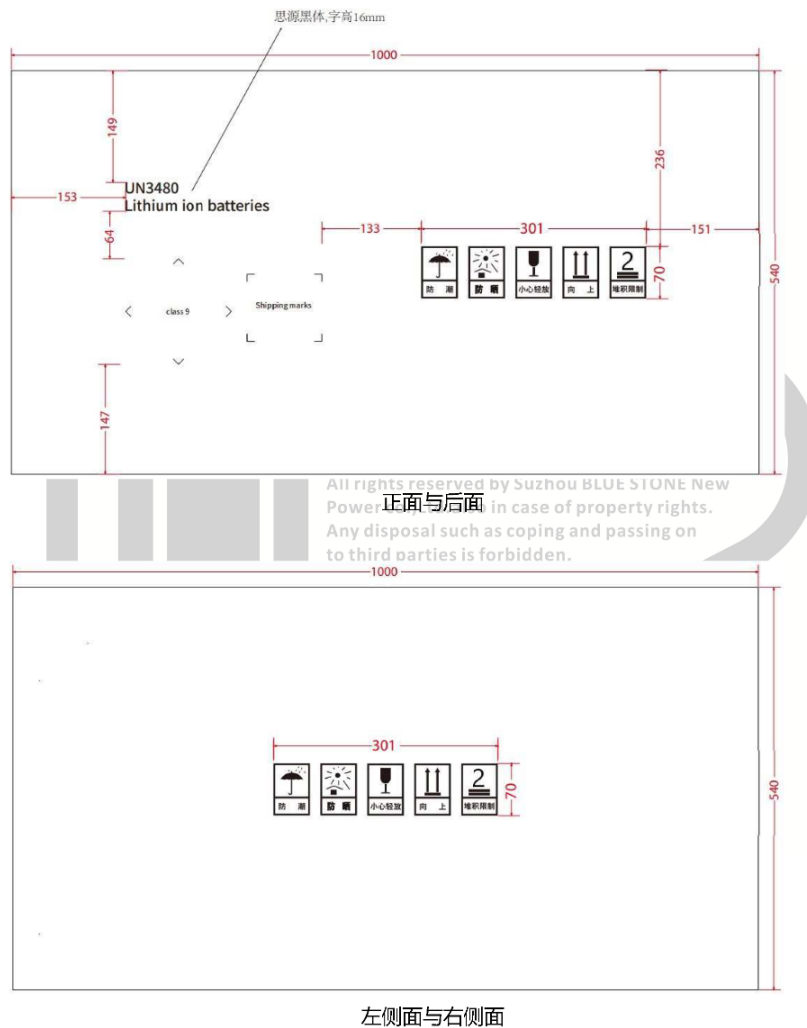 思源黑体,字高16mm
1000
149
236
153
UN3480
Lithium ion batteries
64
133
301
151
70
540
2
防 潮
防 晒
小心轻放
向 上
堆积限制
class 9
Shipping marks
147
All rights reserved by Suzhou BLUE STONE New
正面与后面
Power in case of property rights.
Any disposal such as coping and passing on
to third parties is forbidden.
1000
301
70
540
2
防 潮
防 晒
小心轻放
向 上
堆积限制
左侧面与右侧面